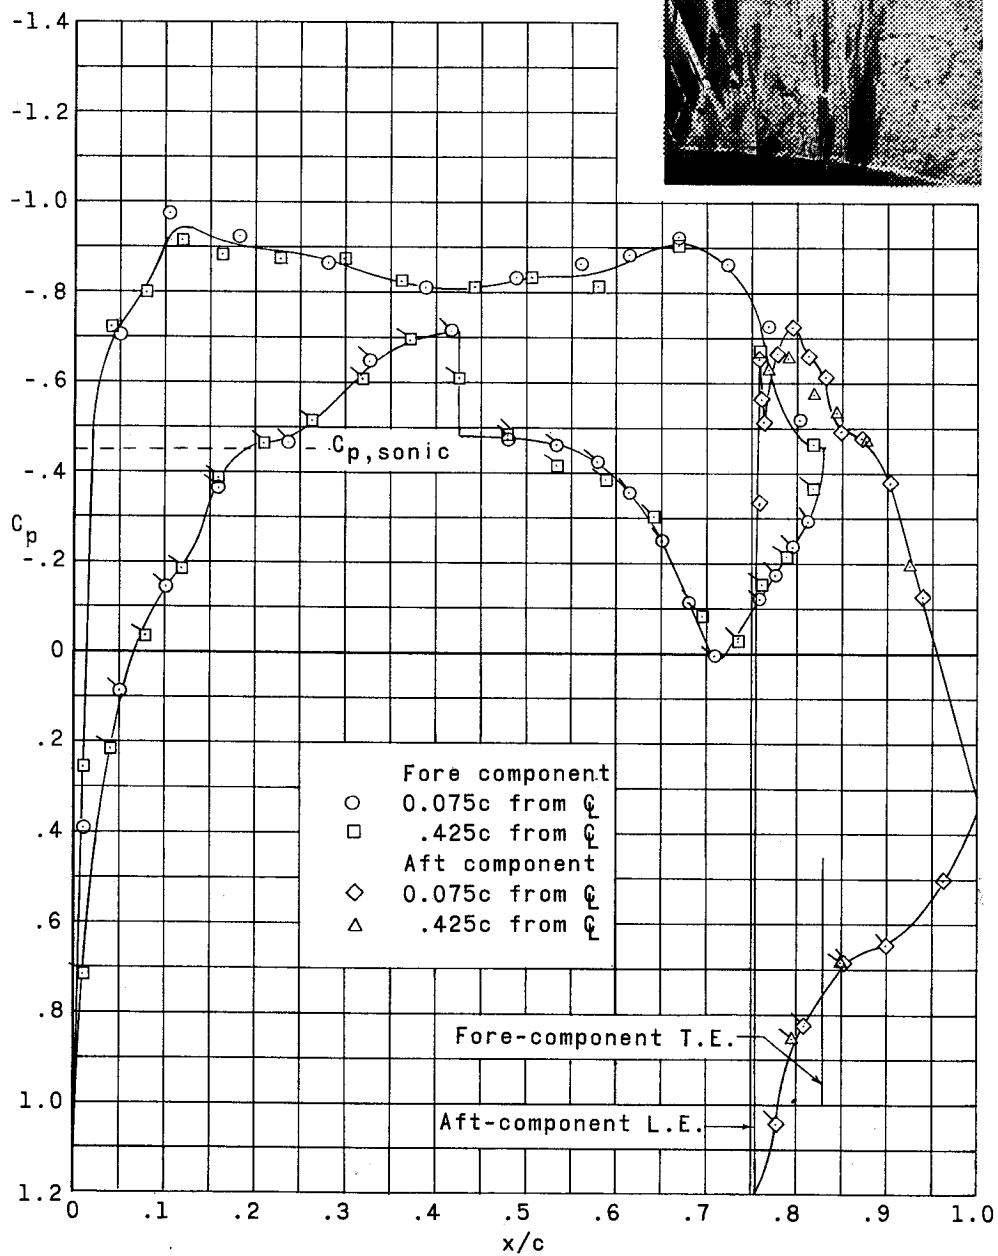 -1.4
-1.2
-1.0
-.8
-.6
-.4
Cp
-.2
0
.2
.4
.6
.8
1.0
1.2
Cp,sonic
Fore component
0.075c from ℄
.425c from ℄
Aft component
0.075c from ℄
.425c from ℄
Fore-component T.E.
Aft-component L.E.
0 .1 .2 .3 .4 .5 .6 .7 .8 .9 1.0
x/c